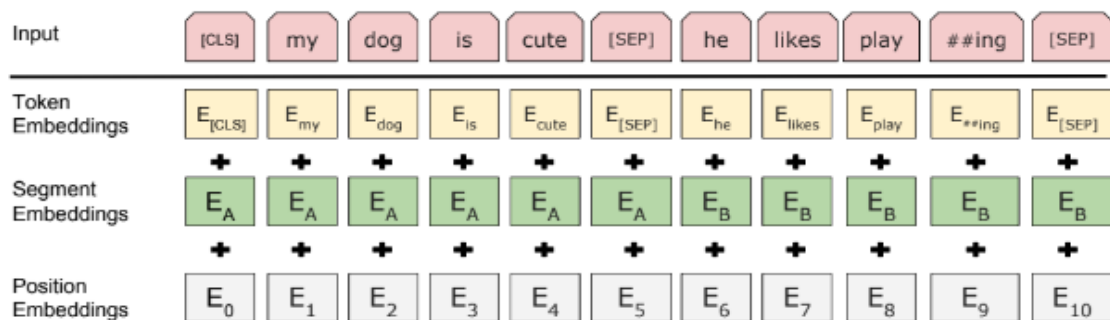 Input [CLS] my dog is cute [SEP] he likes play ##ing [SEP]
Token Embeddings E[CLS] Emy Edog Eis Ecute E[SEP] Ehe Elikes Eplay E##ing E[SEP]
+ + + + + + + + + + +
Segment Embeddings EA EA EA EA EA EA EB EB EB EB EB
+ + + + + + + + + + +
Position Embeddings E0 E1 E2 E3 E4 E5 E6 E7 E8 E9 E10